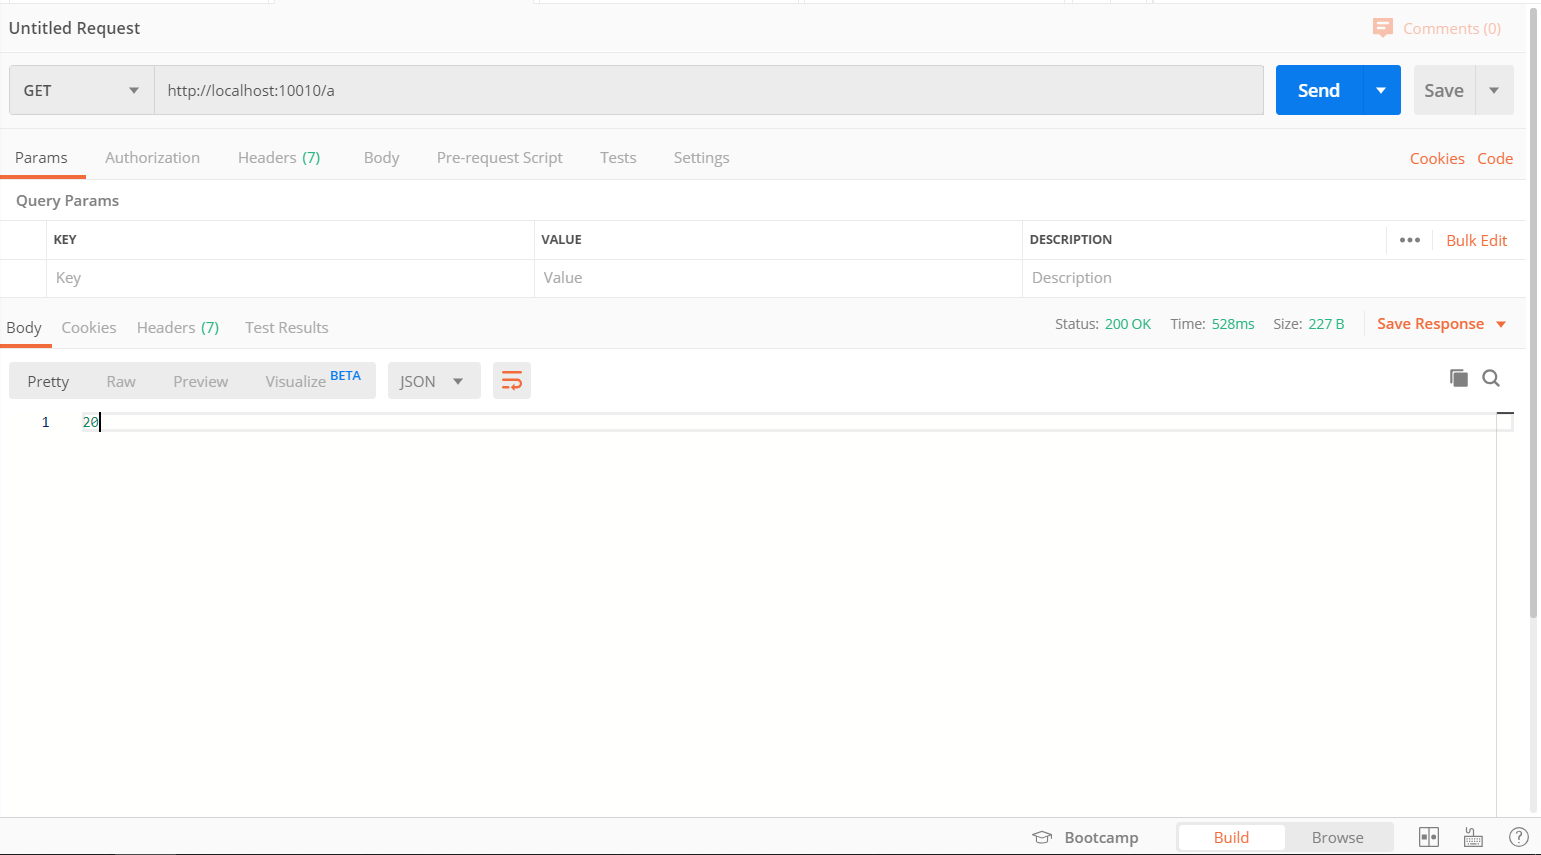 Untitled Request
Comments (0)
GET http://localhost:10010/a Send Save
Params Authorization Headers (7) Body Pre-request Script Tests Settings Cookies Code
Query Params
KEY VALUE DESCRIPTION Bulk Edit
Key Value Description
Body Cookies Headers (7) Test Results Status: 200 OK Time: 528ms Size: 227 B Save Response
Pretty Raw Preview Visualize BETA JSON
1 20
Bootcamp Build Browse